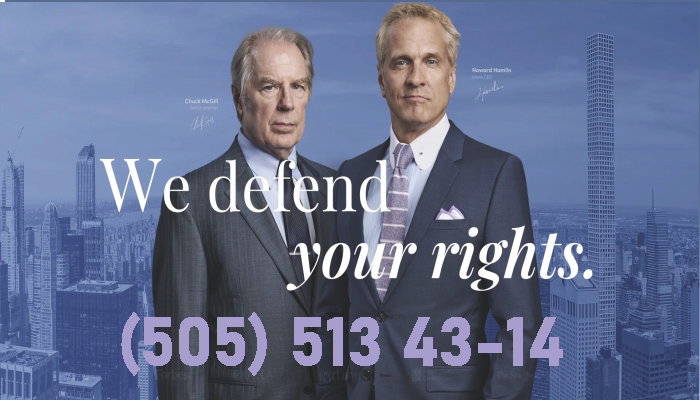 Howard Hamlin
Chuck McGill
We defend
your rights.
(505) 513 43-14